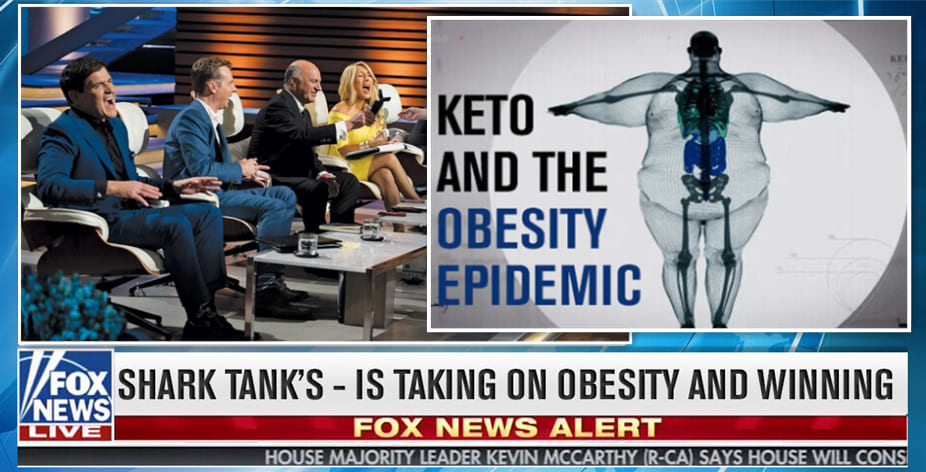 KETO
AND THE
OBESITY
EPIDEMIC
FOX
NEWS
LIVE
SHARK TANK'S - IS TAKING ON OBESITY AND WINNING
FOX NEWS ALERT
HOUSE MAJORITY LEADER KEVIN MCCARTHY (R-CA) SAYS HOUSE WILL CONS